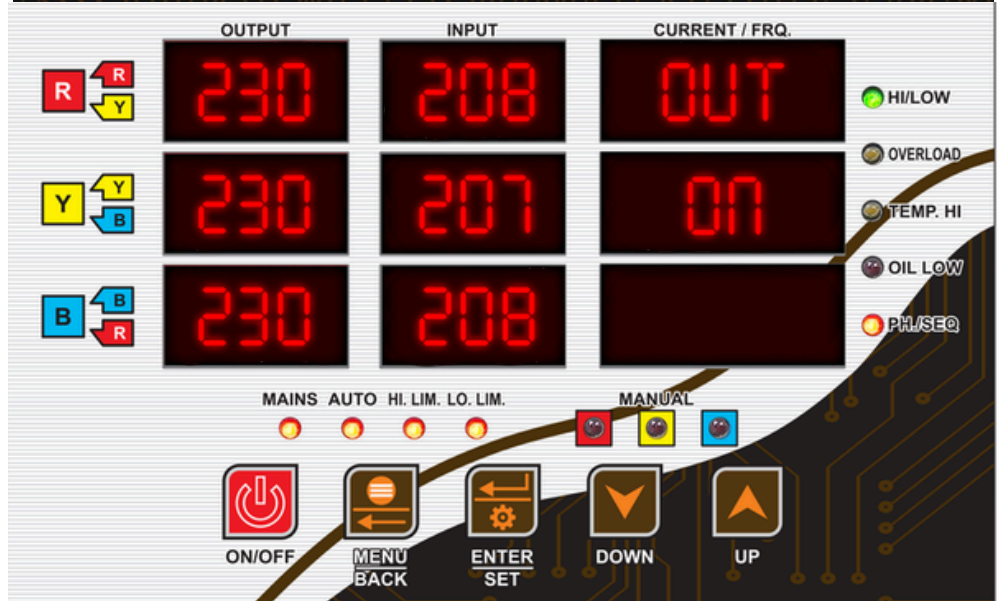 OUTPUT INPUT CURRENT / FRQ.
R R Y 230 208 OUT HI/LOW
OVERLOAD
Y Y B 230 207 ON TEMP. HI
OIL LOW
B B R 230 208 PH./SEQ
MAINS AUTO HI. LIM. LO. LIM. MANUAL
ON/OFF MENU ENTER DOWN UP
BACK SET